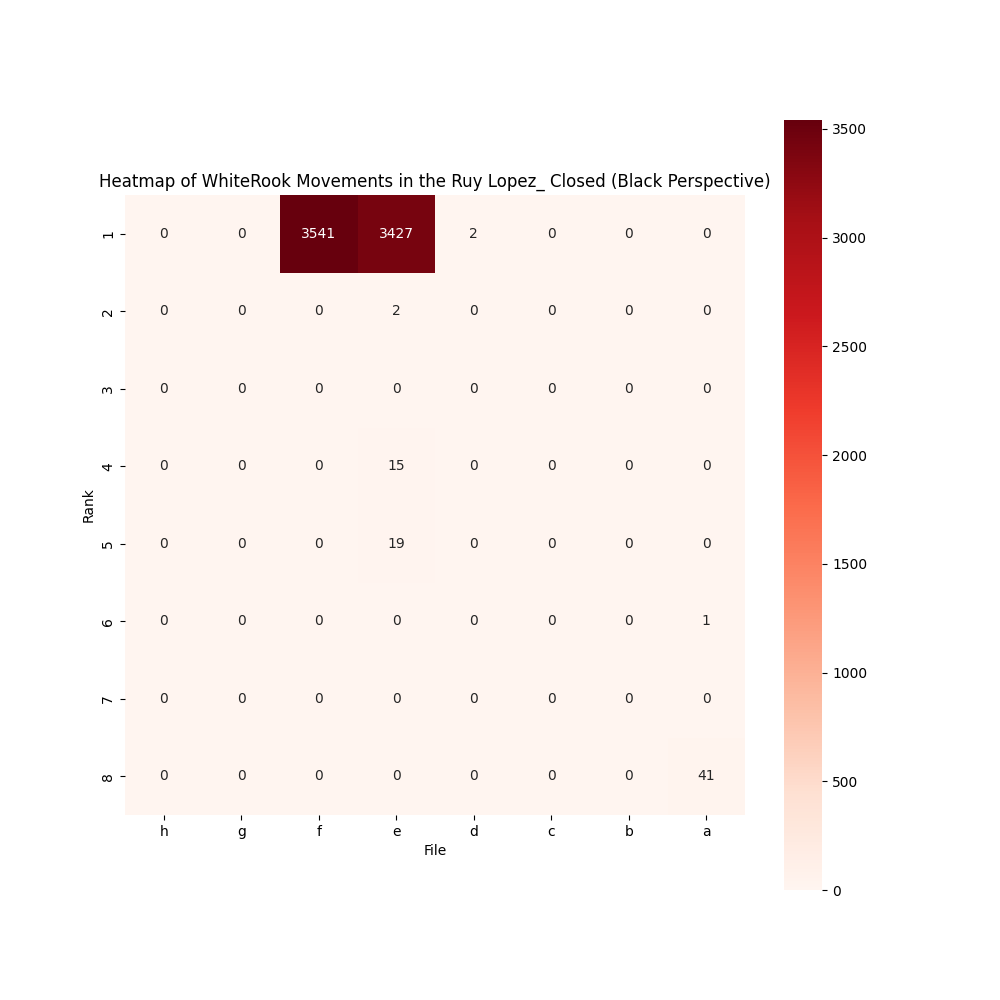 Heatmap of WhiteRook Movements in the Ruy Lopez_ Closed (Black Perspective)
3500
1 0 0 3541 3427 2 0 0 0
3000
2 0 0 0 2 0 0 0 0
2500
3 0 0 0 0 0 0 0 0
2000
4 0 0 0 15 0 0 0 0
Rank
5 0 0 0 19 0 0 0 0
1500
6 0 0 0 0 0 0 0 1
1000
7 0 0 0 0 0 0 0 0
8 0 0 0 0 0 0 0 41
500
h g f e d c b a
File
0